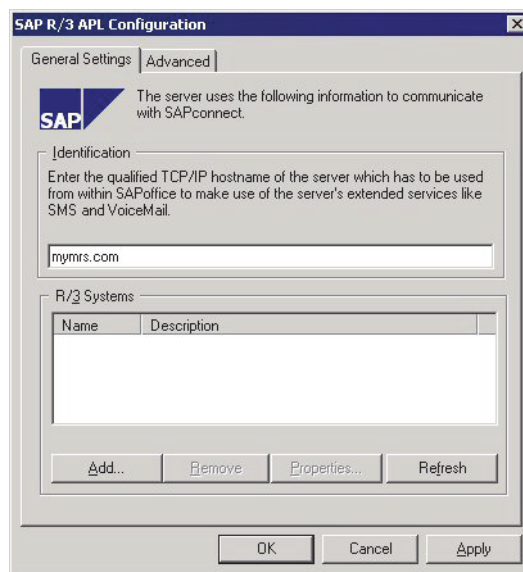 SAP R/3 APL Configuration
General Settings Advanced
SAP
The server uses the following information to communicate
with SAPconnect.
Identification
Enter the qualified TCP/IP hostname of the server which has to be used
from within SAPoffice to make use of the server's extended services like
SMS and VoiceMail.
mymrs.com
R/3 Systems
Name Description
Add... Remove Properties... Refresh
OK Cancel Apply